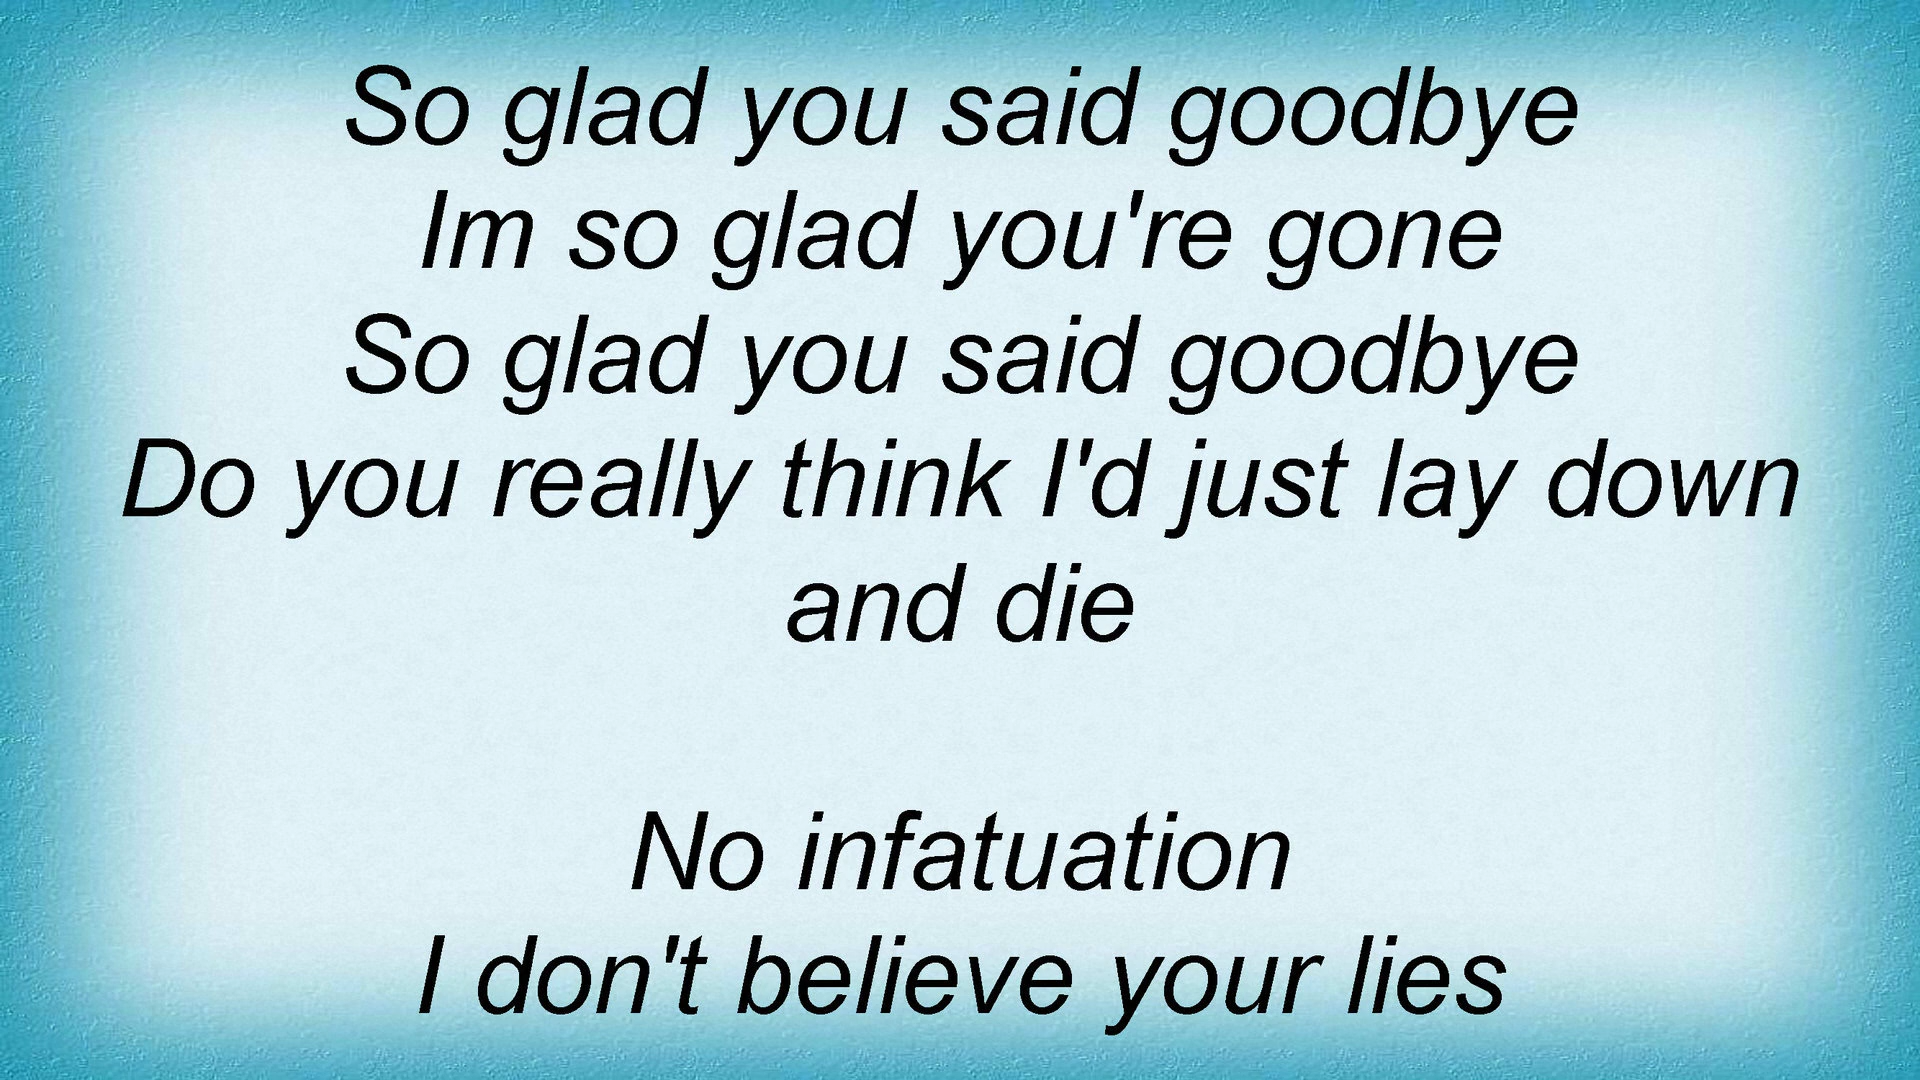 So glad you said goodbye
Im so glad you're gone
So glad you said goodbye
Do you really think I'd just lay down
and die
No infatuation
I don't believe your lies